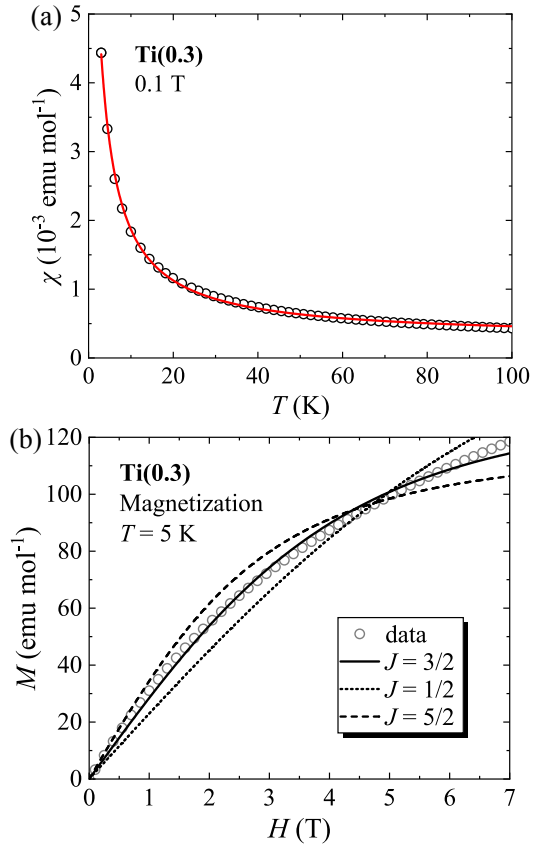 (a)
Ti(0.3)
0.1 T
5
4
3
2
1
0
χ (10⁻³ emu mol⁻¹)
0 20 40 60 80 100
T (K)
(b)
Ti(0.3)
Magnetization
T = 5 K
120
100
80
60
40
20
0
M (emu mol⁻¹)
data
J = 3/2
J = 1/2
J = 5/2
0 1 2 3 4 5 6 7
H (T)